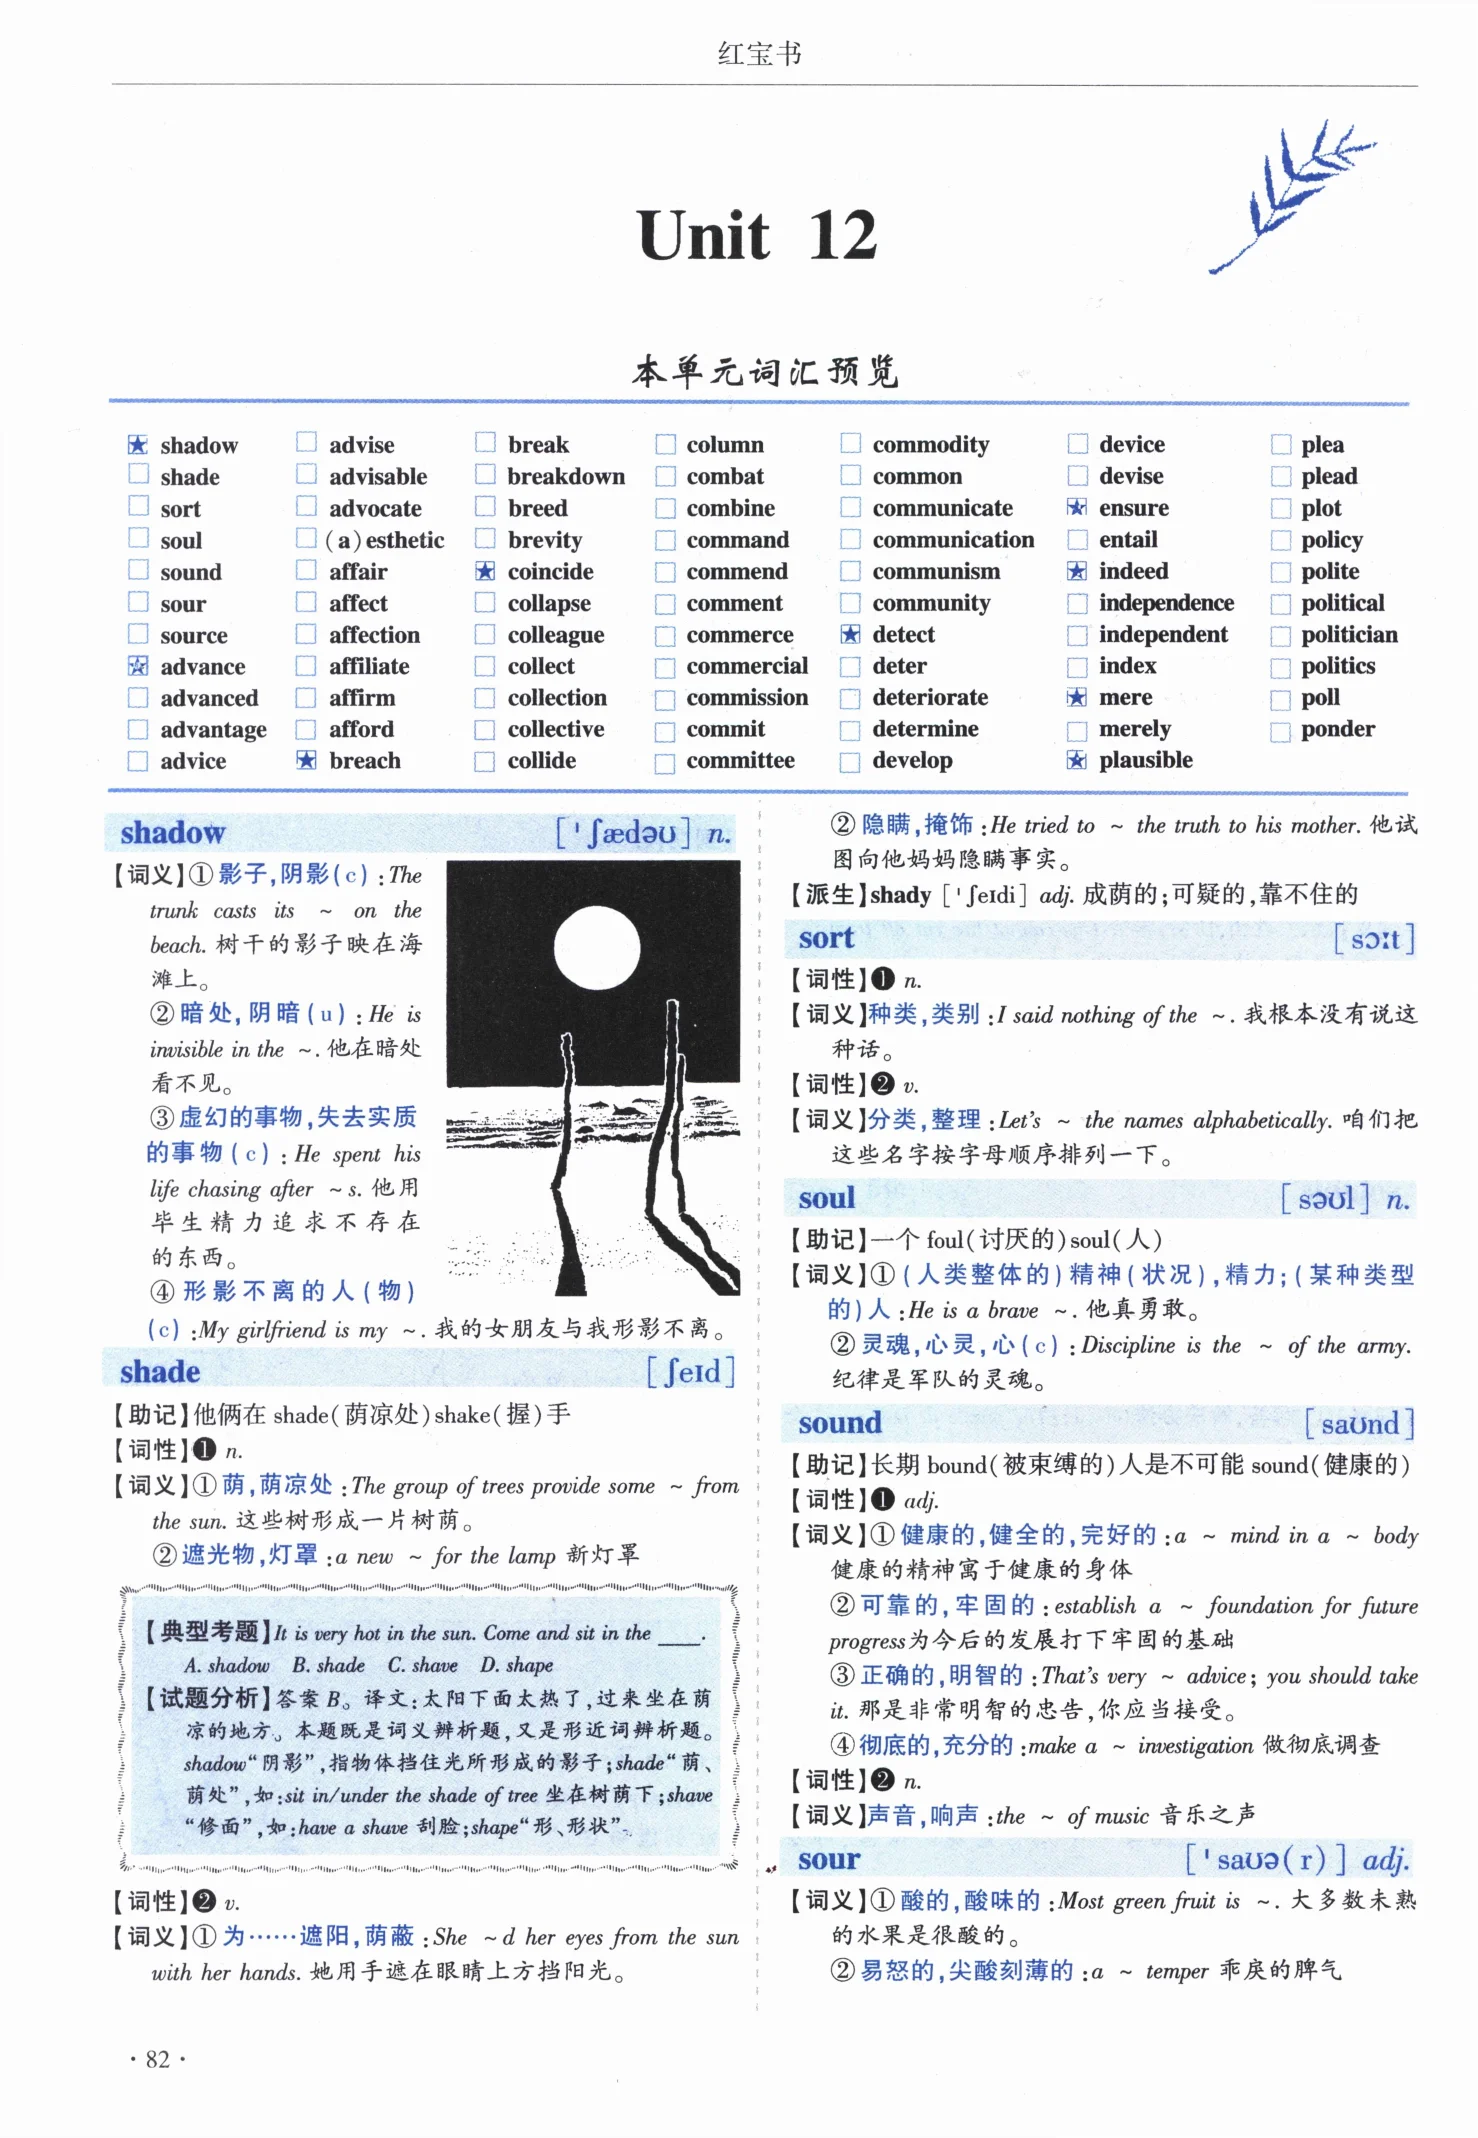 红宝书
Unit 12
本单元词汇预览
shadow advise break column commodity device plea
shade advisable breakdown combat common devise plead
sort advocate breed combine communicate ensure plot
soul (a)esthetic brevity command communication entail policy
sound affair coincide commend communism indeed polite
sour affect collapse comment community independence political
source affection colleague commerce detect independent politician
advance affiliate collect commercial deter index politics
advanced affirm collection commission deteriorate mere poll
advantage afford collective commit determine merely ponder
advice breach collide committee develop plausible
shadow [ˈʃædəʊ] n.
【词义】①影子,阴影(c):The
trunk casts its ~ on the
beach. 树干的影子映在海
滩上。
②暗处,阴暗(u):He is
invisible in the ~. 他在暗处
看不见。
③虚幻的事物,失去实质
的事物(c):He spent his
life chasing after ~s. 他用
毕生精力追求不存在
的东西。
④形影不离的人(物)
(c):My girlfriend is my ~. 我的女朋友与我形影不离。
shade [ʃeɪd]
【助记】他俩在 shade(荫凉处)shake(握)手
【词性】❶ n.
【词义】①荫,荫凉处:The group of trees provide some ~ from
the sun. 这些树形成一片树荫。
②遮光物,灯罩:a new ~ for the lamp 新灯罩
【典型考题】It is very hot in the sun. Come and sit in the ____.
A. shadow B. shade C. shave D. shape
【试题分析】答案 B。译文:太阳下面太热了,过来坐在荫
凉的地方。本题既是词义辨析题,又是形近词辨析题。
shadow“阴影”,指物体挡住光所形成的影子;shade“荫、
荫处”,如:sit in/under the shade of tree 坐在树荫下;shave
“修面”,如:have a shave 刮脸;shape“形、形状”。
【词性】❷ v.
【词义】①为……遮阳,荫蔽:She ~d her eyes from the sun
with her hands. 她用手遮在眼睛上方挡阳光。
②隐瞒,掩饰:He tried to ~ the truth to his mother. 他试
图向他妈妈隐瞒事实。
【派生】shady [ˈʃeɪdi] adj. 成荫的;可疑的,靠不住的
sort [sɔːt]
【词性】❶ n.
【词义】种类,类别:I said nothing of the ~. 我根本没有说这
种话。
【词性】❷ v.
【词义】分类,整理:Let's ~ the names alphabetically. 咱们把
这些名字按字母顺序排列一下。
soul [səʊl] n.
【助记】一个 foul(讨厌的)soul(人)
【词义】①(人类整体的)精神(状况),精力;(某种类型
的)人:He is a brave ~. 他真勇敢。
②灵魂,心灵,心(c):Discipline is the ~ of the army.
纪律是军队的灵魂。
sound [saʊnd]
【助记】长期 bound(被束缚的)人是不可能 sound(健康的)
【词性】❶ adj.
【词义】①健康的,健全的,完好的:a ~ mind in a ~ body
健康的精神寓于健康的身体
②可靠的,牢固的:establish a ~ foundation for future
progress为今后的发展打下牢固的基础
③正确的,明智的:That's very ~ advice; you should take
it. 那是非常明智的忠告,你应当接受。
④彻底的,充分的:make a ~ investigation 做彻底调查
【词性】❷ n.
【词义】声音,响声:the ~ of music 音乐之声
sour [ˈsaʊə(r)] adj.
【词义】①酸的,酸味的:Most green fruit is ~. 大多数未熟
的水果是很酸的。
②易怒的,尖酸刻薄的:a ~ temper 乖戾的脾气
· 82 ·